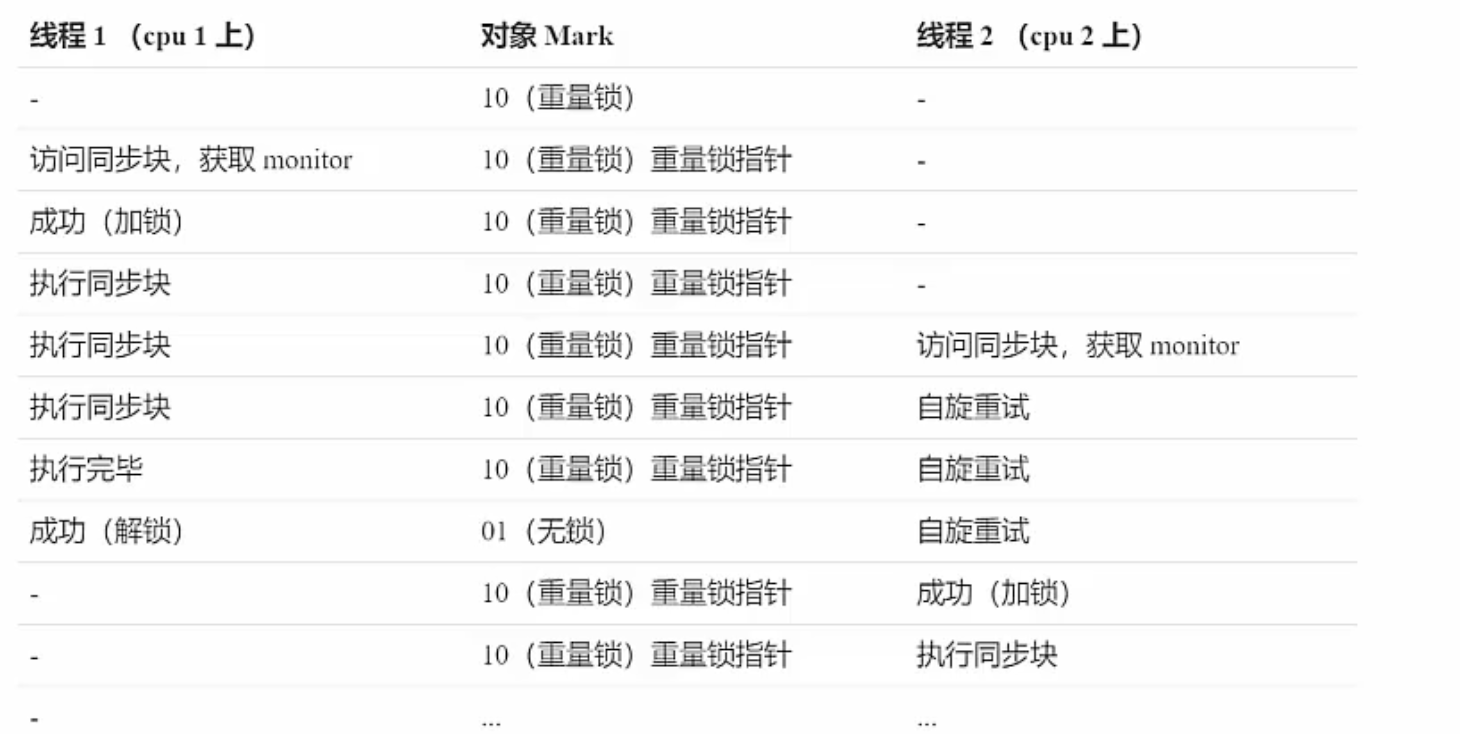 线程 1 （cpu 1 上） 对象 Mark 线程 2 （cpu 2 上）
- 10（重量锁） -
访问同步块，获取 monitor 10（重量锁）重量锁指针 -
成功（加锁） 10（重量锁）重量锁指针 -
执行同步块 10（重量锁）重量锁指针 -
执行同步块 10（重量锁）重量锁指针 访问同步块，获取 monitor
执行同步块 10（重量锁）重量锁指针 自旋重试
执行完毕 10（重量锁）重量锁指针 自旋重试
成功（解锁） 01（无锁） 自旋重试
- 10（重量锁）重量锁指针 成功（加锁）
- 10（重量锁）重量锁指针 执行同步块
- ... ...